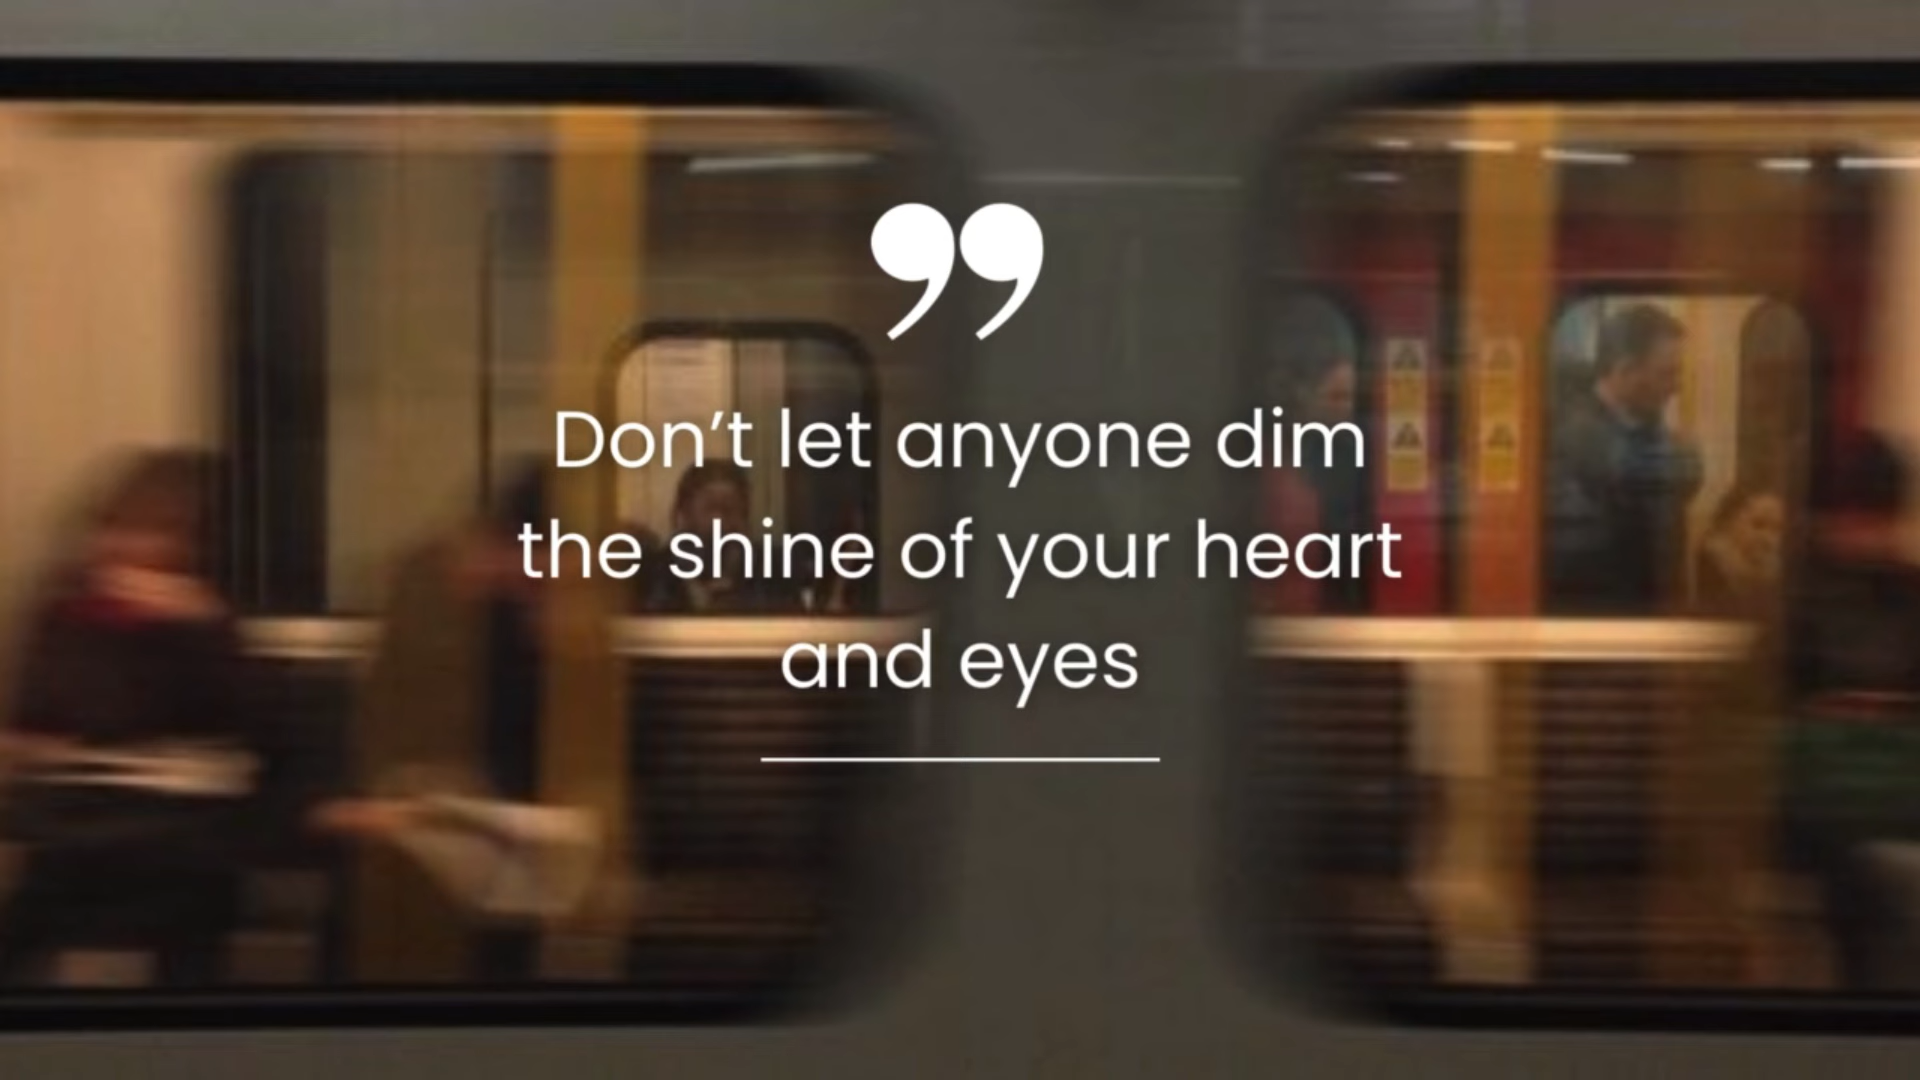 ”
Don’t let anyone dim
the shine of your heart
and eyes